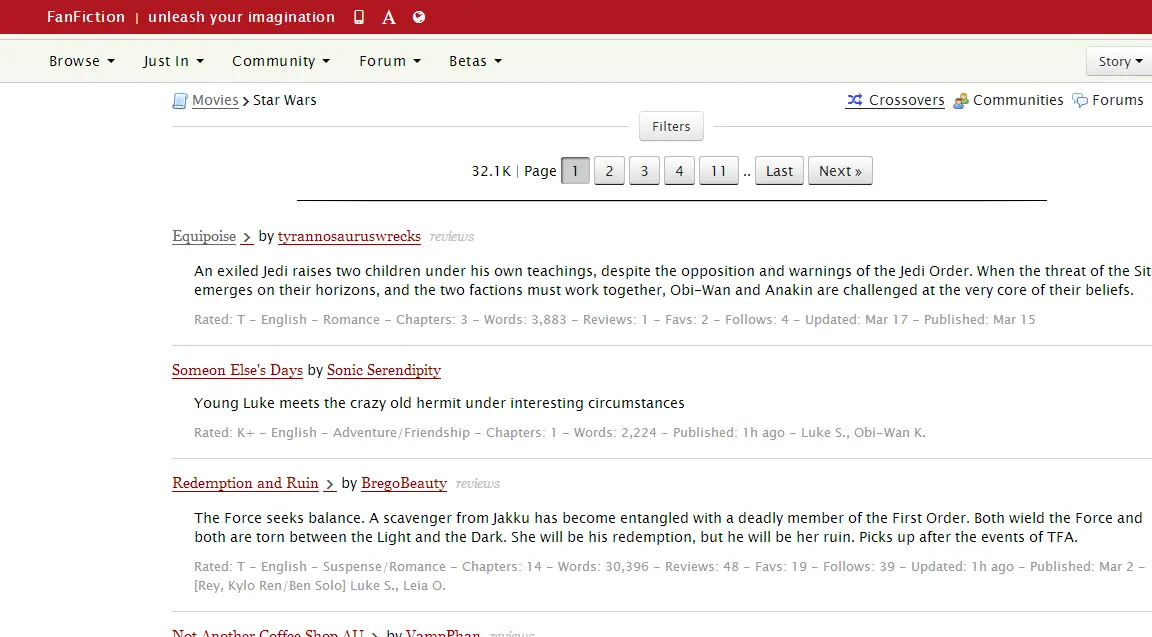 FanFiction | unleash your imagination
Browse Just In Community Forum Betas Story
Movies > Star Wars Crossovers Communities Forums
Filters
32.1K | Page 1 2 3 4 11 .. Last Next »
Equipoise > by tyrannosauruswrecks reviews
An exiled Jedi raises two children under his own teachings, despite the opposition and warnings of the Jedi Order. When the threat of the Sit
emerges on their horizons, and the two factions must work together, Obi-Wan and Anakin are challenged at the very core of their beliefs.
Rated: T - English - Romance - Chapters: 3 - Words: 3,883 - Reviews: 1 - Favs: 2 - Follows: 4 - Updated: Mar 17 - Published: Mar 15
Someon Else's Days by Sonic Serendipity
Young Luke meets the crazy old hermit under interesting circumstances
Rated: K+ - English - Adventure/Friendship - Chapters: 1 - Words: 2,224 - Published: 1h ago - Luke S., Obi-Wan K.
Redemption and Ruin > by BregoBeauty reviews
The Force seeks balance. A scavenger from Jakku has become entangled with a deadly member of the First Order. Both wield the Force and
both are torn between the Light and the Dark. She will be his redemption, but he will be her ruin. Picks up after the events of TFA.
Rated: T - English - Suspense/Romance - Chapters: 14 - Words: 30,396 - Reviews: 48 - Favs: 19 - Follows: 39 - Updated: 1h ago - Published: Mar 2 -
[Rey, Kylo Ren/Ben Solo] Luke S., Leia O.
Not Another Coffee Shop AU > by VampPhan reviews